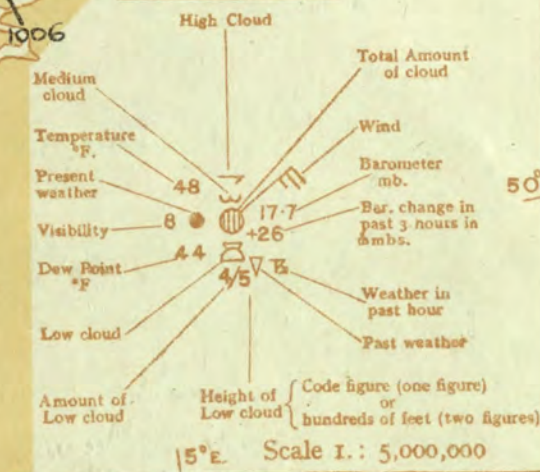 1006
High Cloud
Total Amount
of cloud
Medium
cloud
Wind
Temperature
°F.
Barometer
mb.
Present
weather
48
50°
17·7
Bar. change in
past 3 hours in
½mbs.
Visibility
8
+26
Dew Point
°F
44
4/5
Weather in
past hour
Low cloud
Past weather
Amount of
Low cloud
Height of
Low cloud
Code figure (one figure)
or
hundreds of feet (two figures)
15°E.
Scale 1.: 5,000,000